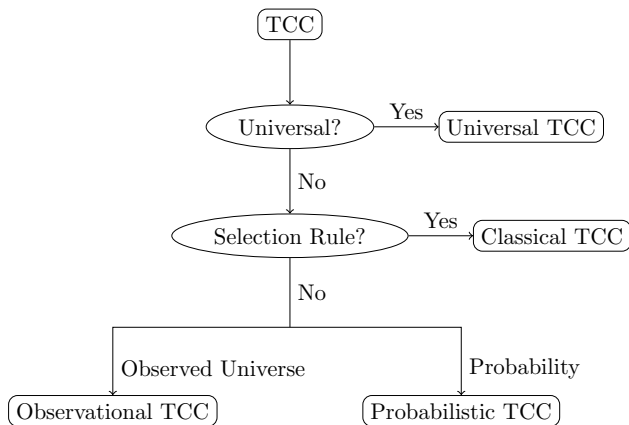 TCC
Universal?
Yes
Universal TCC
No
Selection Rule?
Yes
Classical TCC
No
Observed Universe
Probability
Observational TCC
Probabilistic TCC